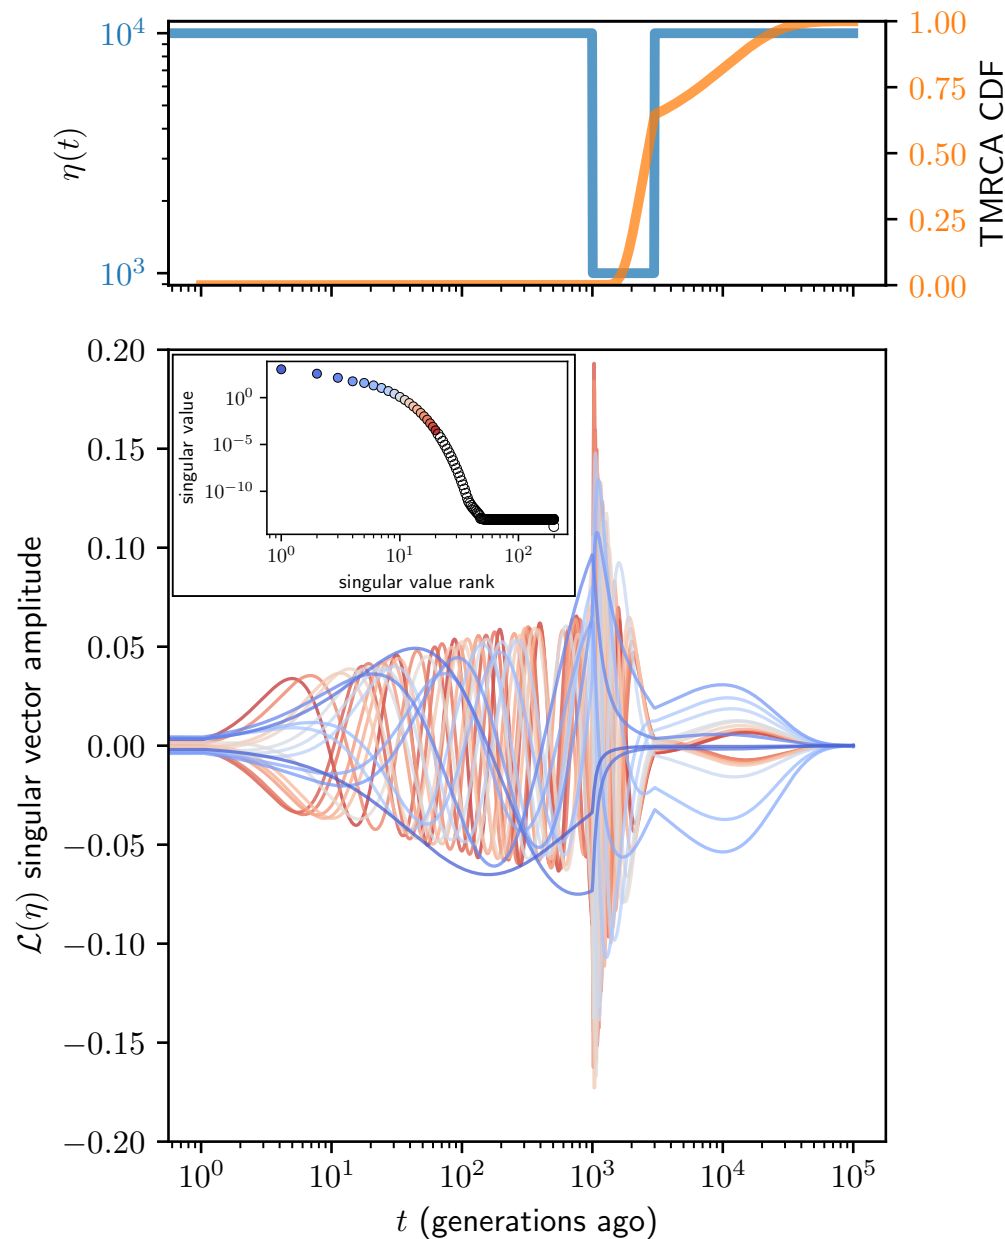 10^4
10^3
η(t)
1.00
0.75
0.50
0.25
0.00
TMRCA CDF
0.20
0.15
0.10
0.05
0.00
−0.05
−0.10
−0.15
−0.20
ℒ(η) singular vector amplitude
singular value
10^0
10^−5
10^−10
10^0 10^1 10^2
singular value rank
10^0 10^1 10^2 10^3 10^4 10^5
t (generations ago)